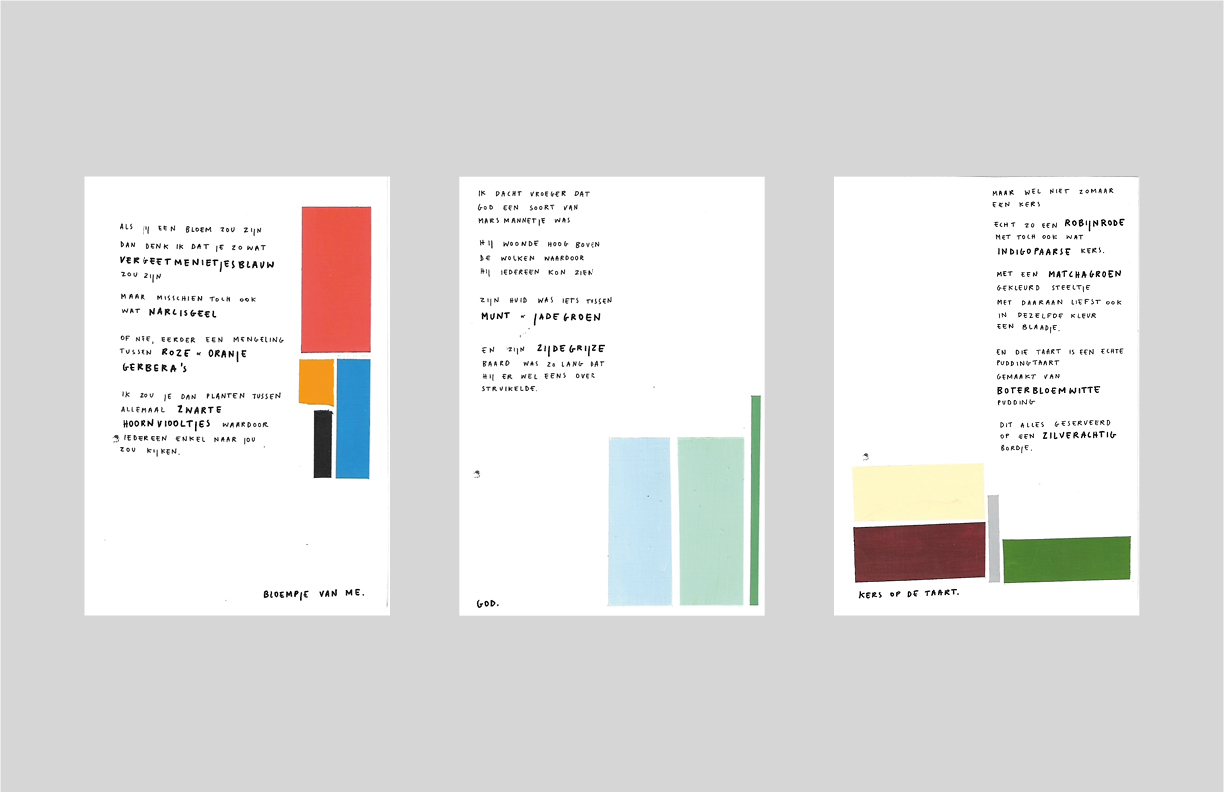 ALS JIJ EEN BLOEM ZOU ZIJN
DAN DENK IK DAT JE ZO WAT
VERGEETMENIETJESBLAUW
ZOU ZIJN
MAAR MISSCHIEN TOCH OOK
WAT NARCISGEEL
OF NEE, EERDER EEN MENGELING
TUSSEN ROZE & ORANJE
GERBERA'S
IK ZOU JE DAN PLANTEN TUSSEN
ALLEMAAL ZWARTE
HOORNVIOOLTJES WAARDOOR
IEDEREEN ENKEL NAAR JOU
ZOU KIJKEN.
BLOEMPJE VAN ME.
IK DACHT VROEGER DAT
GOD EEN SOORT VAN
MARSMANNETJE WAS
HIJ WOONDE HOOG BOVEN
DE WOLKEN WAARDOOR
HIJ IEDEREEN KON ZIEN
ZIJN HUID WAS IETS TUSSEN
MUNT & JADEGROEN
EN ZIJN ZIJDEGRIJZE
BAARD WAS ZO LANG DAT
HIJ ER WEL EENS OVER
STRUIKELDE.
GOD.
MAAR WEL NIET ZOMAAR
EEN KERS
ECHT ZO EEN ROBIJNRODE
MET TOCH OOK WAT
INDIGOPAARSE KERS.
MET EEN MATCHAGROEN
GEKLEURD STEELTJE
MET DAARAAN LIEFST OOK
IN DEZELFDE KLEUR
EEN BLAADJE.
EN DIE TAART IS EEN ECHTE
PUDDINGTAART
GEMAAKT VAN
BOTERBLOEMWITTE
PUDDING
DIT ALLES GESERVEERD
OP EEN ZILVERACHTIG
BORDJE.
KERS OP DE TAART.